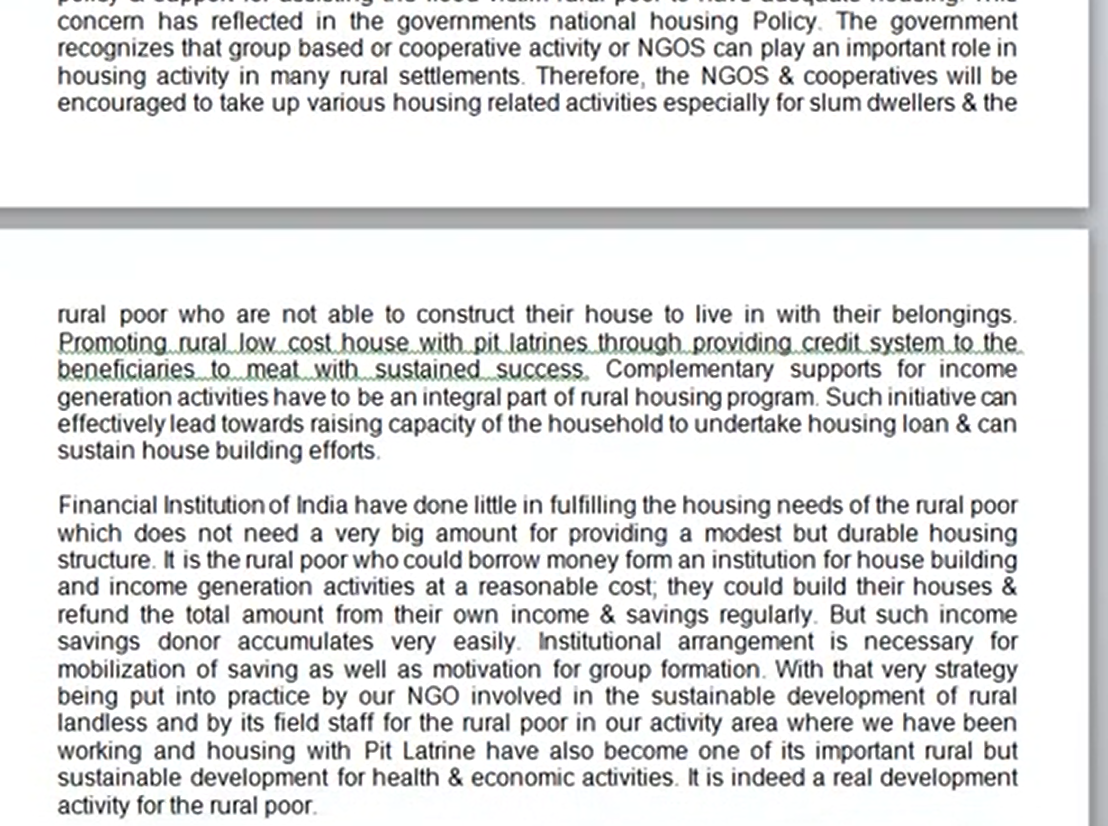 policy & support for assisting the flood victim rural poor to have adequate housing. This
concern has reflected in the governments national housing Policy. The government
recognizes that group based or cooperative activity or NGOS can play an important role in
housing activity in many rural settlements. Therefore, the NGOS & cooperatives will be
encouraged to take up various housing related activities especially for slum dwellers & the
rural poor who are not able to construct their house to live in with their belongings.
Promoting rural low cost house with pit latrines through providing credit system to the
beneficiaries to meat with sustained success. Complementary supports for income
generation activities have to be an integral part of rural housing program. Such initiative can
effectively lead towards raising capacity of the household to undertake housing loan & can
sustain house building efforts.
Financial Institution of India have done little in fulfilling the housing needs of the rural poor
which does not need a very big amount for providing a modest but durable housing
structure. It is the rural poor who could borrow money form an institution for house building
and income generation activities at a reasonable cost; they could build their houses &
refund the total amount from their own income & savings regularly. But such income
savings donor accumulates very easily. Institutional arrangement is necessary for
mobilization of saving as well as motivation for group formation. With that very strategy
being put into practice by our NGO involved in the sustainable development of rural
landless and by its field staff for the rural poor in our activity area where we have been
working and housing with Pit Latrine have also become one of its important rural but
sustainable development for health & economic activities. It is indeed a real development
activity for the rural poor.